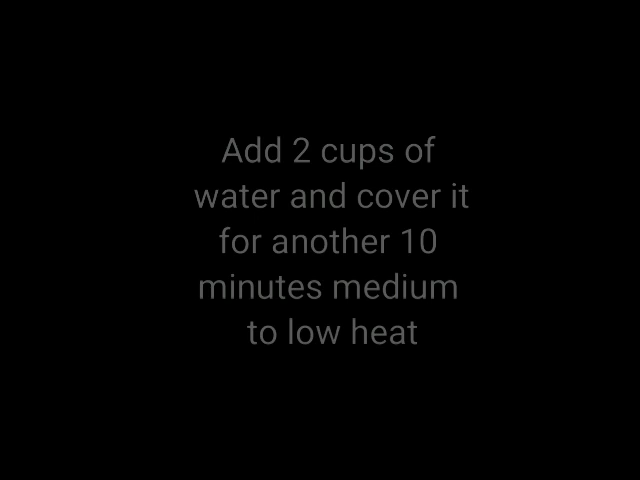 Add 2 cups of
water and cover it
for another 10
minutes medium
to low heat